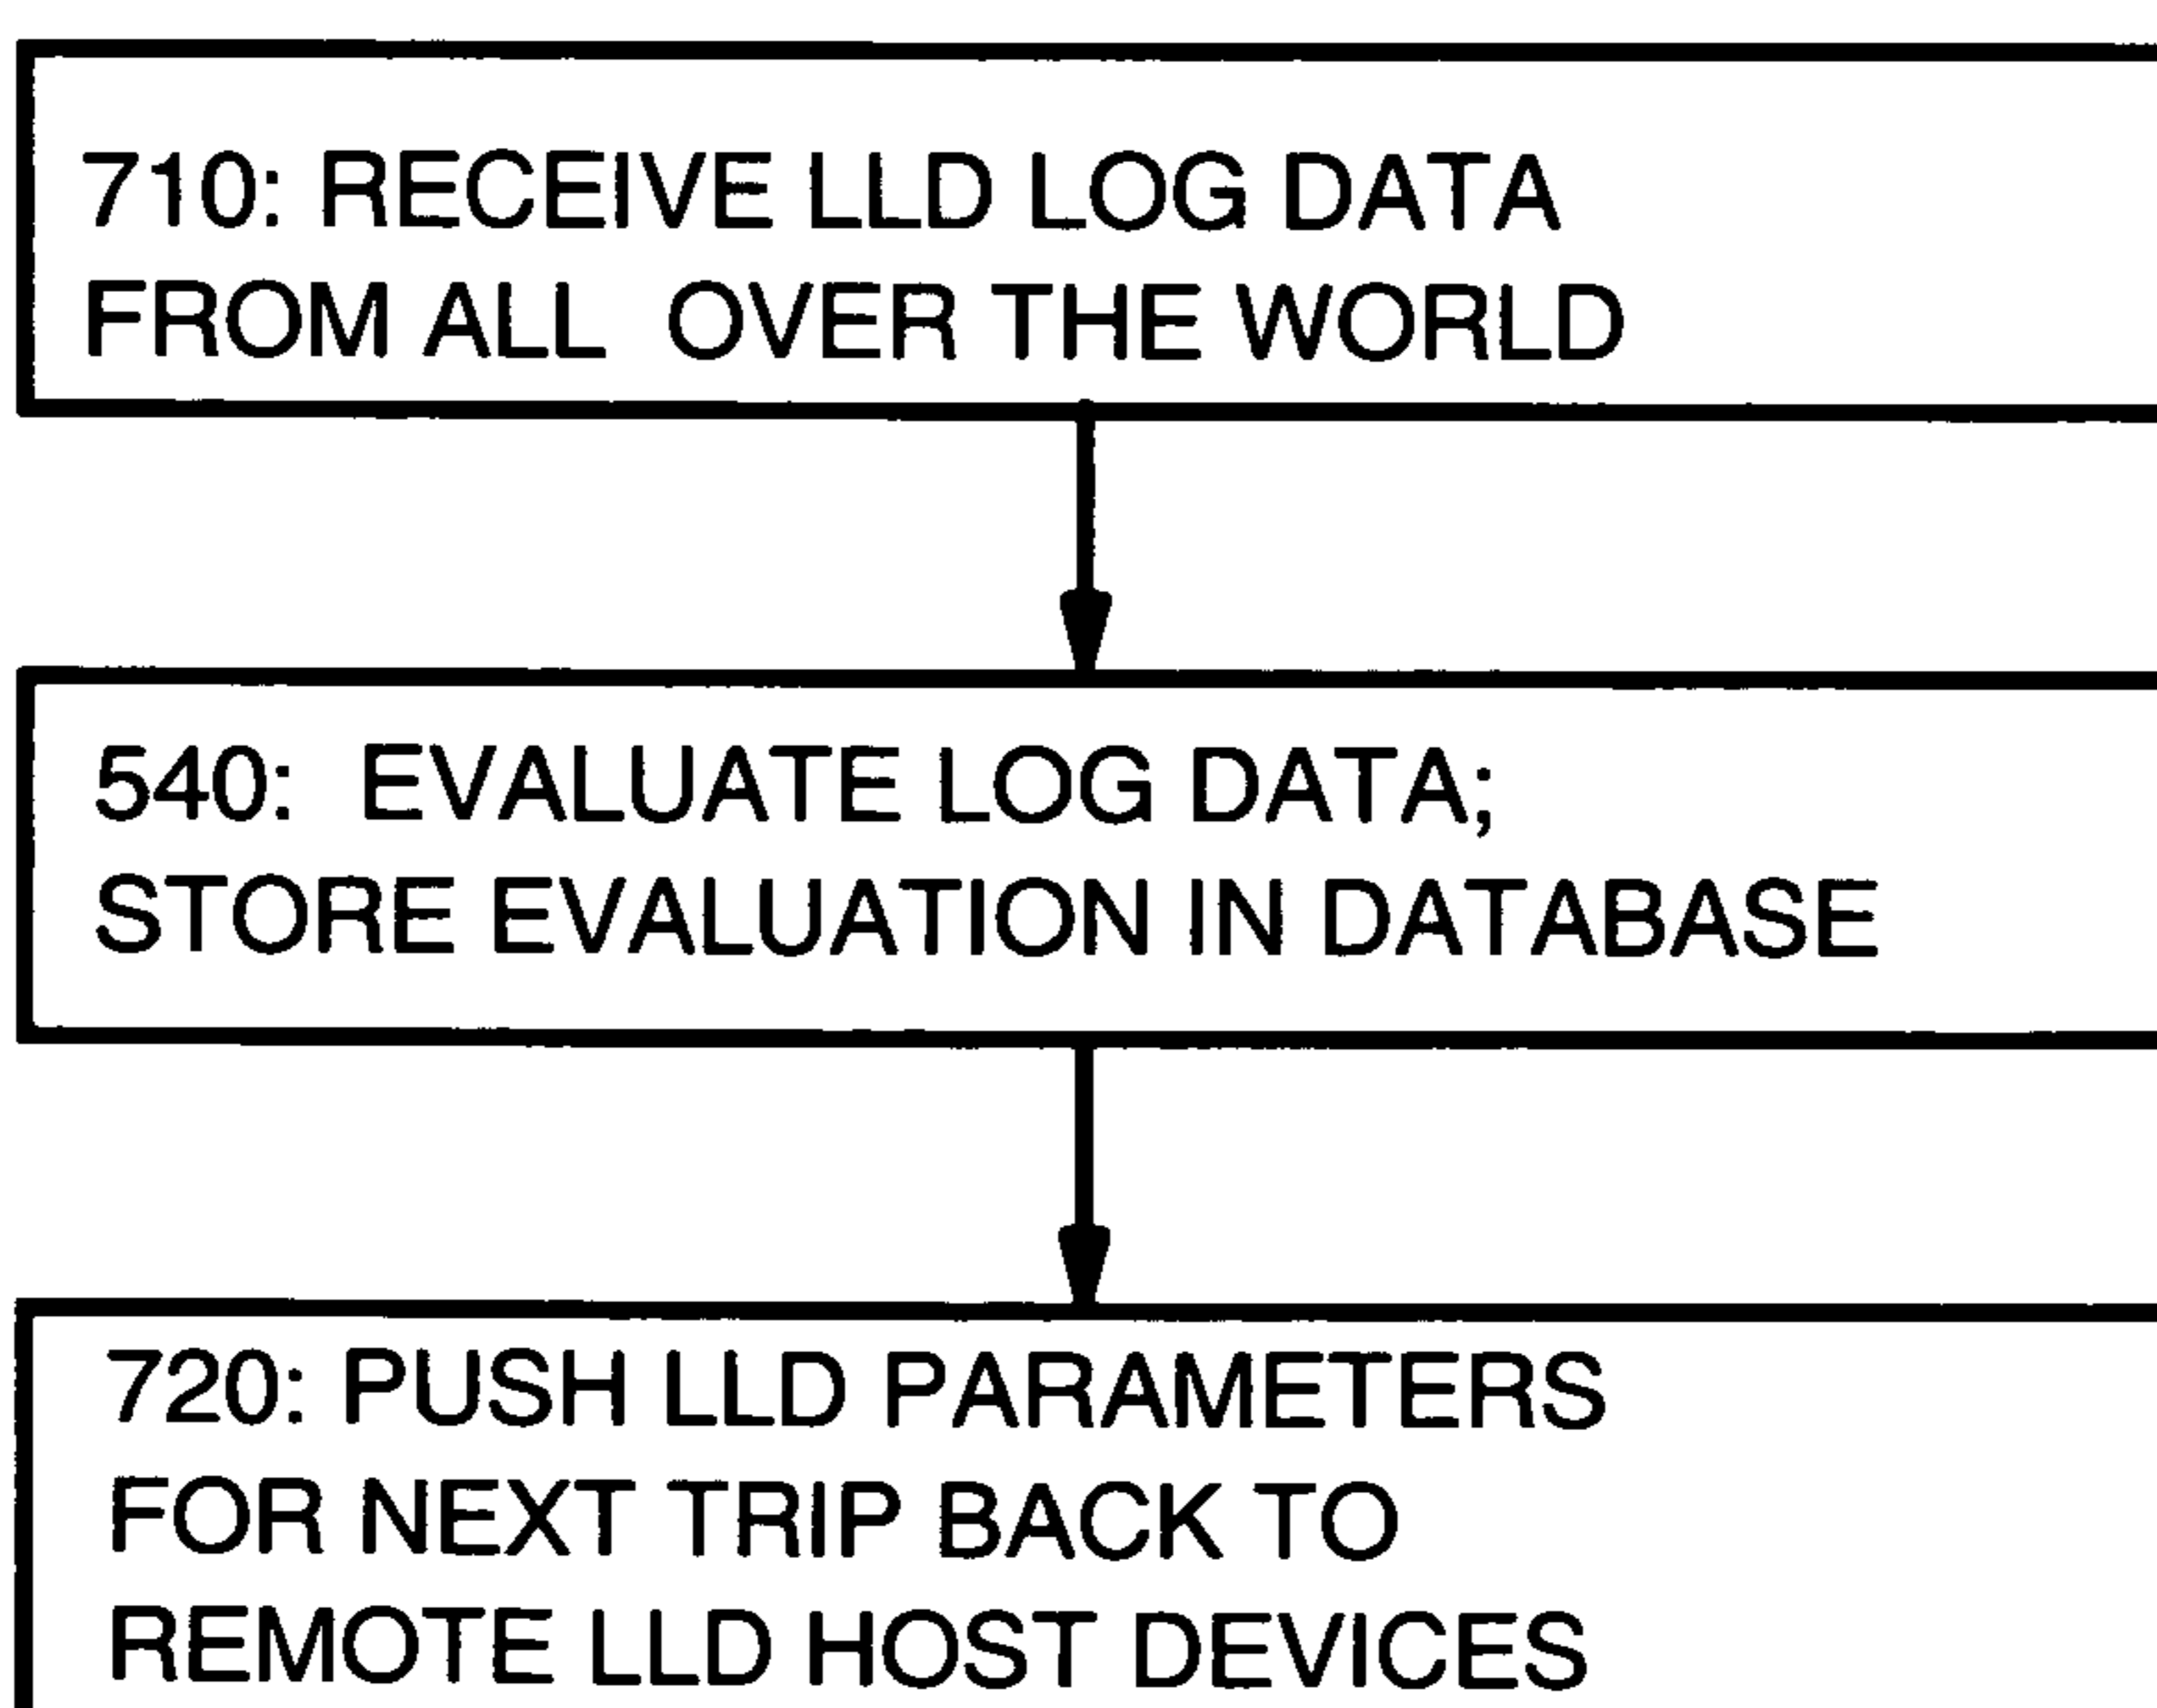 710: RECEIVE LLD LOG DATA
FROM ALL OVER THE WORLD
540: EVALUATE LOG DATA;
STORE EVALUATION IN DATABASE
720: PUSH LLD PARAMETERS
FOR NEXT TRIP BACK TO
REMOTE LLD HOST DEVICES